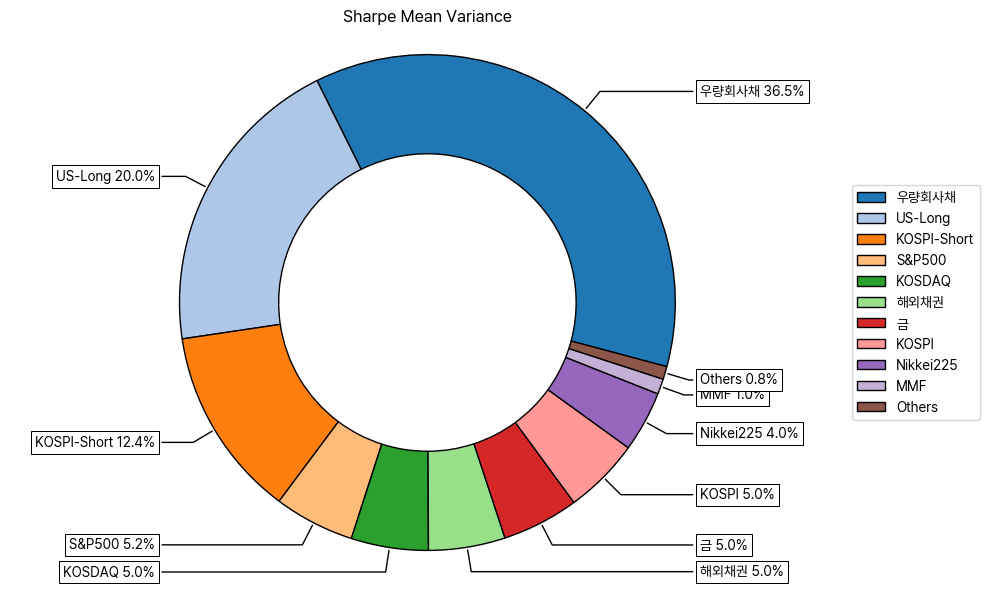 Sharpe Mean Variance
우량회사채 36.5%
US-Long 20.0%
KOSPI-Short 12.4%
S&P500 5.2%
KOSDAQ 5.0%
해외채권 5.0%
금 5.0%
KOSPI 5.0%
Nikkei225 4.0%
MMF 1.0%
Others 0.8%
우량회사채
US-Long
KOSPI-Short
S&P500
KOSDAQ
해외채권
금
KOSPI
Nikkei225
MMF
Others